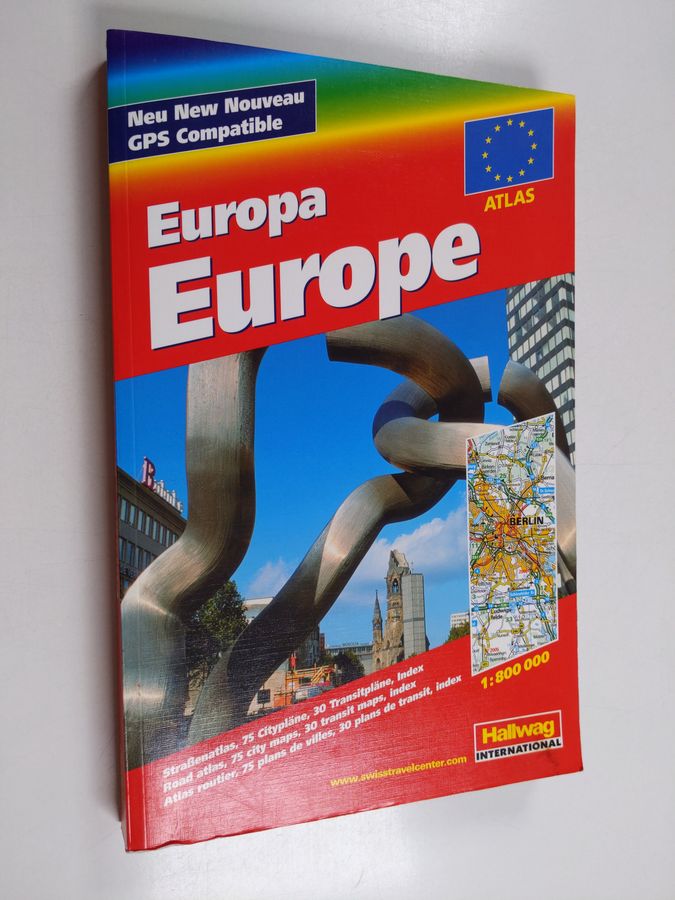 Neu New Nouveau
GPS Compatible
ATLAS
Europa
Europe
BERLIN
1:800 000
Straßenatlas, 75 Citypläne, 30 Transitpläne, Index
Road atlas, 75 city maps, 30 transit maps, index
Atlas routier, 75 plans de villes, 30 plans de transit, index
www.swisstravelcenter.com
Hallwag
INTERNATIONAL